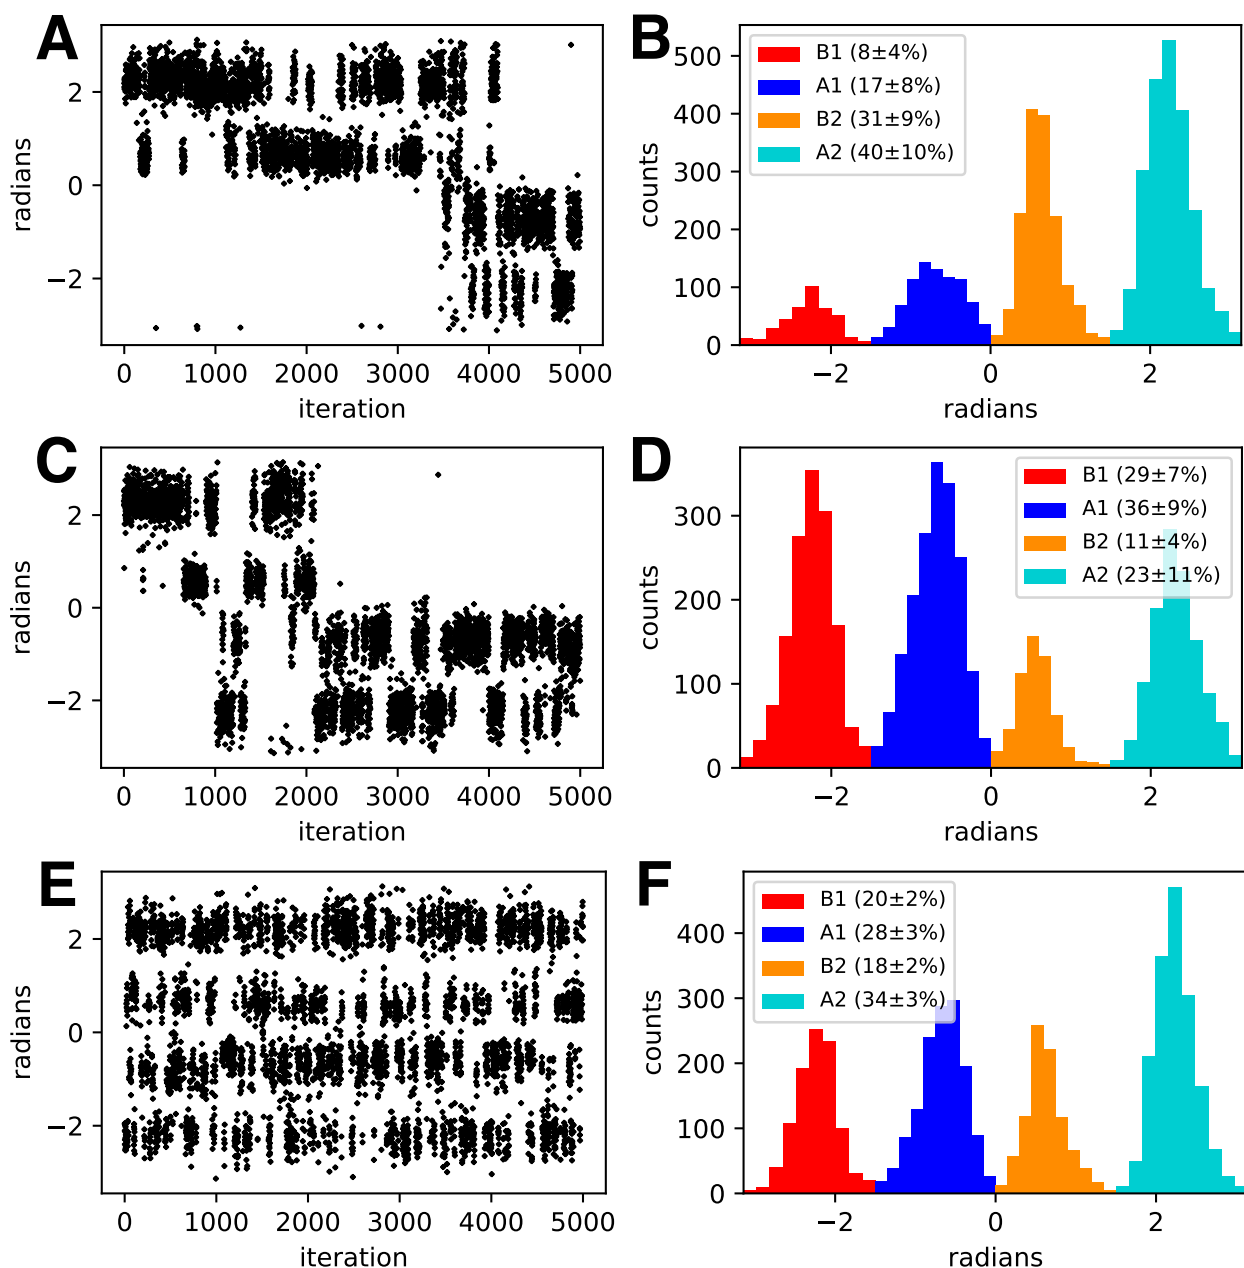 A
2
0
−2
radians
0 1000 2000 3000 4000 5000
iteration
B
500
400
300
200
100
0
counts
B1 (8±4%)
A1 (17±8%)
B2 (31±9%)
A2 (40±10%)
−2 0 2
radians
C
2
0
−2
radians
0 1000 2000 3000 4000 5000
iteration
D
300
200
100
0
counts
B1 (29±7%)
A1 (36±9%)
B2 (11±4%)
A2 (23±11%)
−2 0 2
radians
E
2
0
−2
radians
0 1000 2000 3000 4000 5000
iteration
F
400
300
200
100
0
counts
B1 (20±2%)
A1 (28±3%)
B2 (18±2%)
A2 (34±3%)
−2 0 2
radians